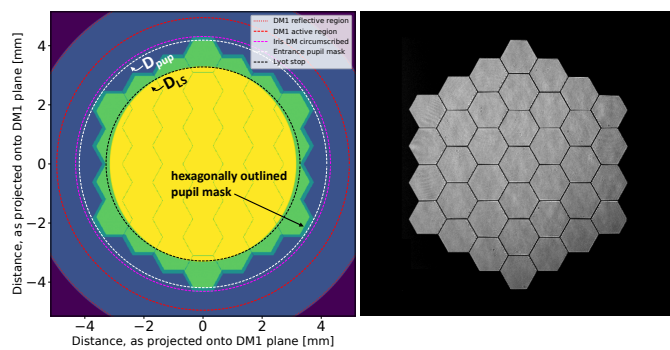 DM1 reflective region
DM1 active region
Iris DM circumscribed
Entrance pupil mask
Lyot stop
Dpup
DLS
hexagonally outlined
pupil mask
Distance, as projected onto DM1 plane [mm]
4
2
0
−2
−4
−4 −2 0 2 4
Distance, as projected onto DM1 plane [mm]